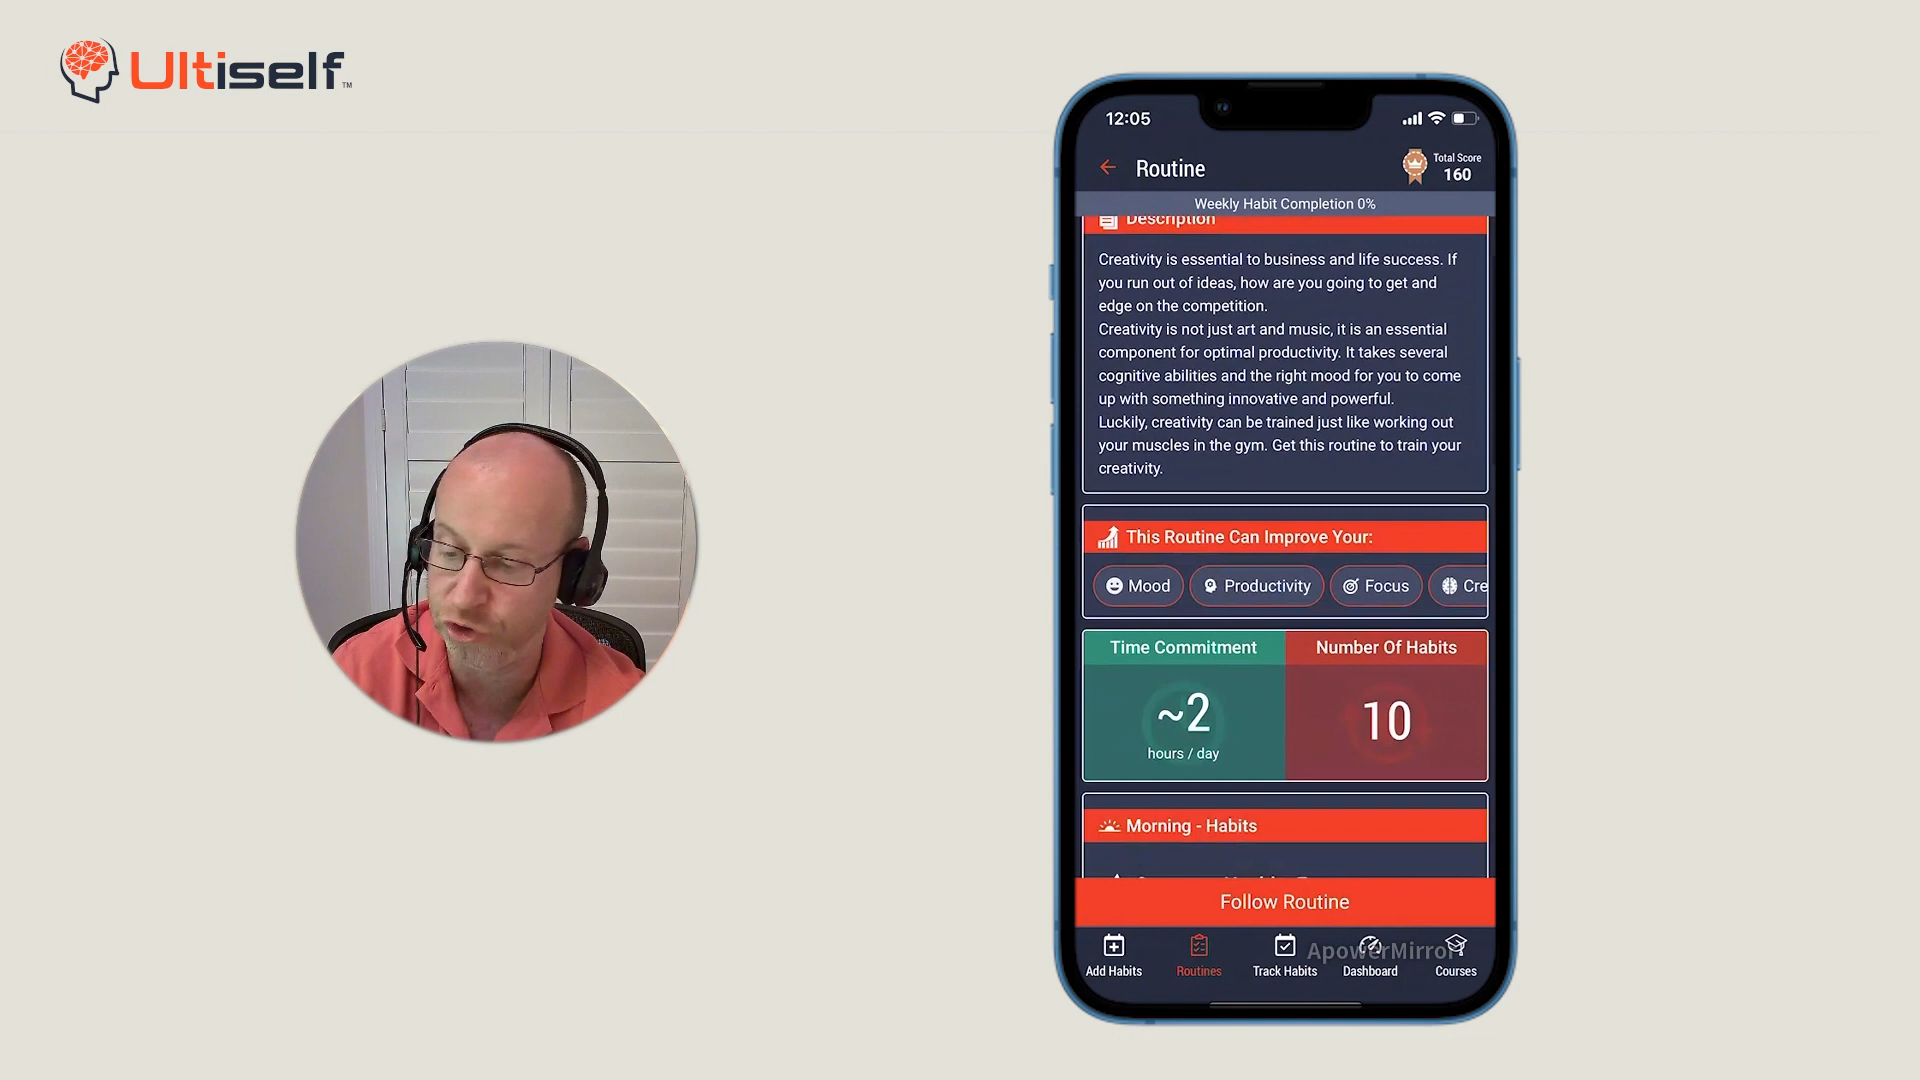 Ultiself™
12:05
Routine
Total Score
160
Weekly Habit Completion 0%
Description
Creativity is essential to business and life success. If
you run out of ideas, how are you going to get and
edge on the competition.
Creativity is not just art and music, it is an essential
component for optimal productivity. It takes several
cognitive abilities and the right mood for you to come
up with something innovative and powerful.
Luckily, creativity can be trained just like working out
your muscles in the gym. Get this routine to train your
creativity.
This Routine Can Improve Your:
Mood Productivity Focus Cre
Time Commitment Number Of Habits
~2 10
hours / day
Morning - Habits
Follow Routine
ApowerMirror
Add Habits Routines Track Habits Dashboard Courses